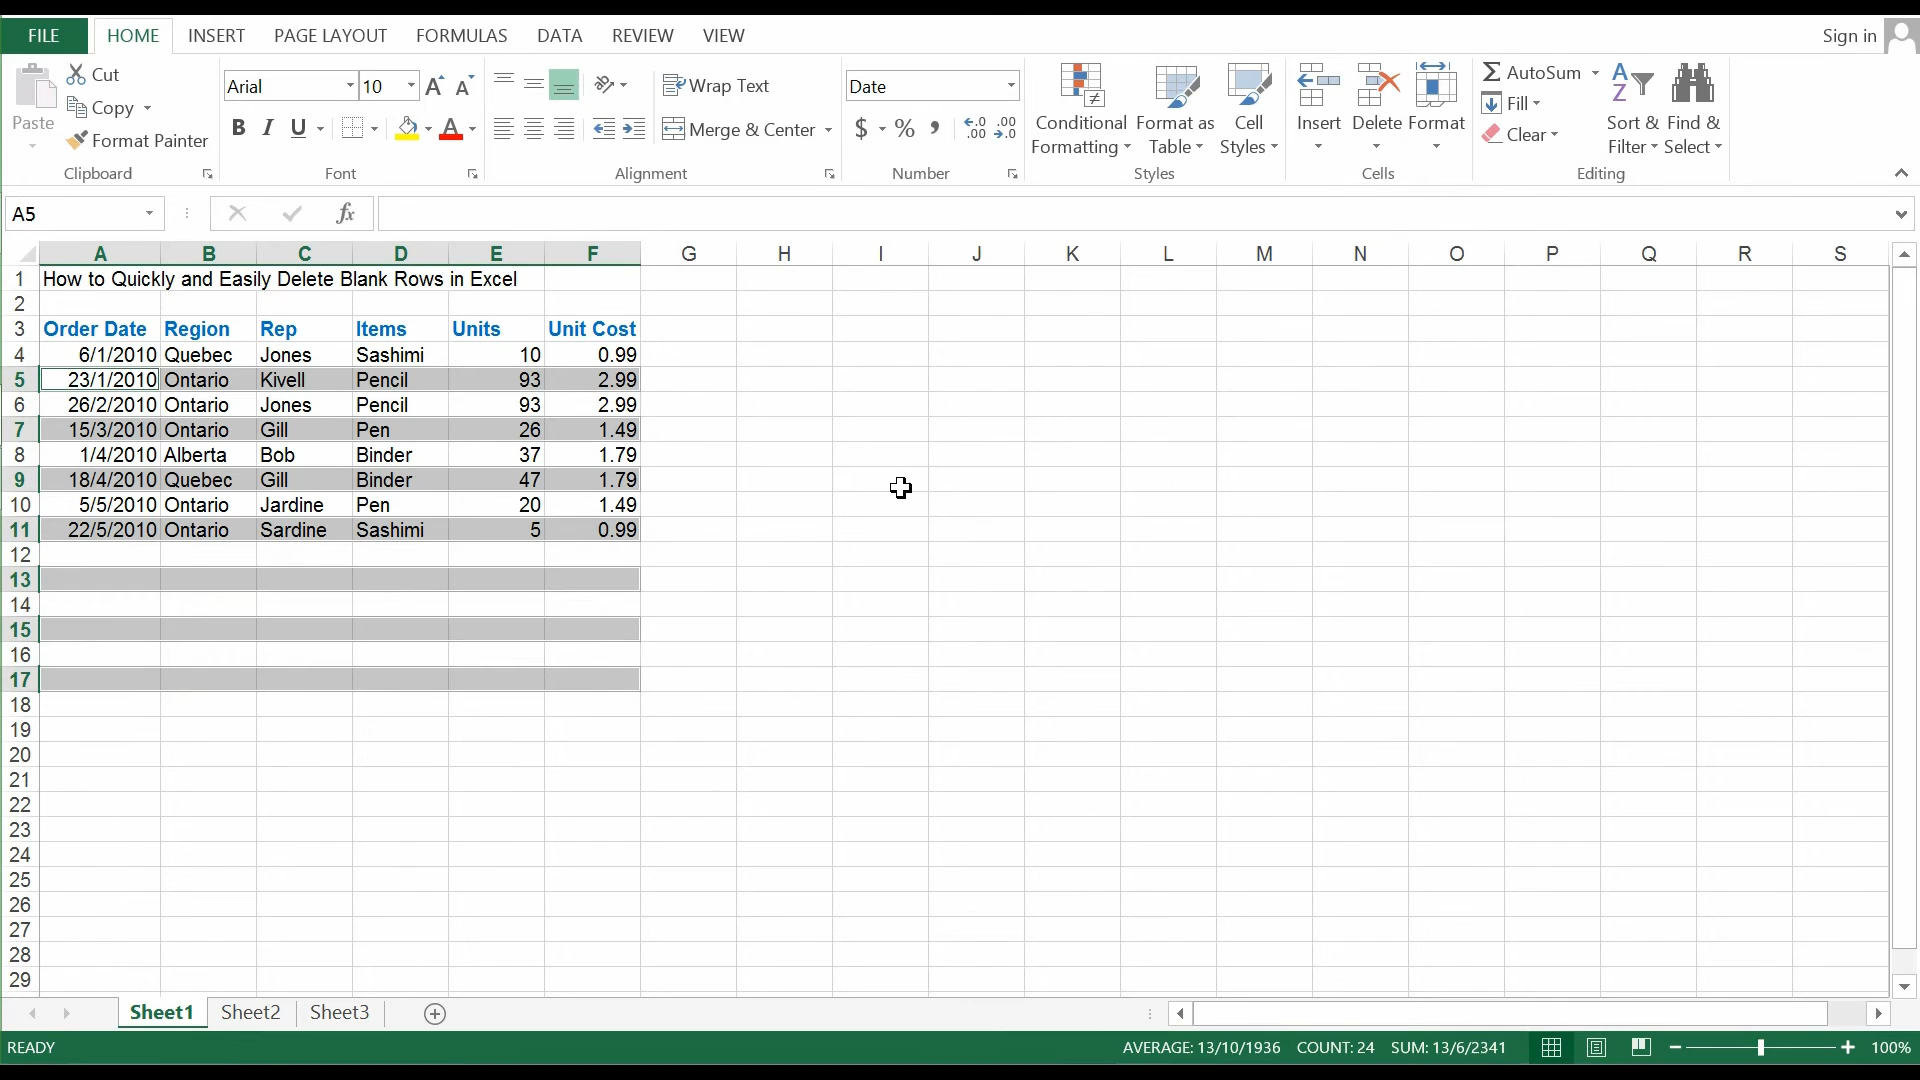 FILE HOME INSERT PAGE LAYOUT FORMULAS DATA REVIEW VIEW Sign in
Paste Cut Copy Format Painter Clipboard
Arial 10 B I U A Font
Wrap Text Merge & Center Alignment
Date $ % , Number
Conditional Formatting Format as Table Cell Styles Styles
Insert Delete Format Cells
AutoSum Fill Clear Sort & Filter Find & Select Editing
A5 fx
A B C D E F G H I J K L M N O P Q R S
1 How to Quickly and Easily Delete Blank Rows in Excel
2
3 Order Date Region Rep Items Units Unit Cost
4 6/1/2010 Quebec Jones Sashimi 10 0.99
5 23/1/2010 Ontario Kivell Pencil 93 2.99
6 26/2/2010 Ontario Jones Pencil 93 2.99
7 15/3/2010 Ontario Gill Pen 26 1.49
8 1/4/2010 Alberta Bob Binder 37 1.79
9 18/4/2010 Quebec Gill Binder 47 1.79
10 5/5/2010 Ontario Jardine Pen 20 1.49
11 22/5/2010 Ontario Sardine Sashimi 5 0.99
12
13
14
15
16
17
18
19
20
21
22
23
24
25
26
27
28
29
Sheet1 Sheet2 Sheet3
READY AVERAGE: 13/10/1936 COUNT: 24 SUM: 13/6/2341 100%